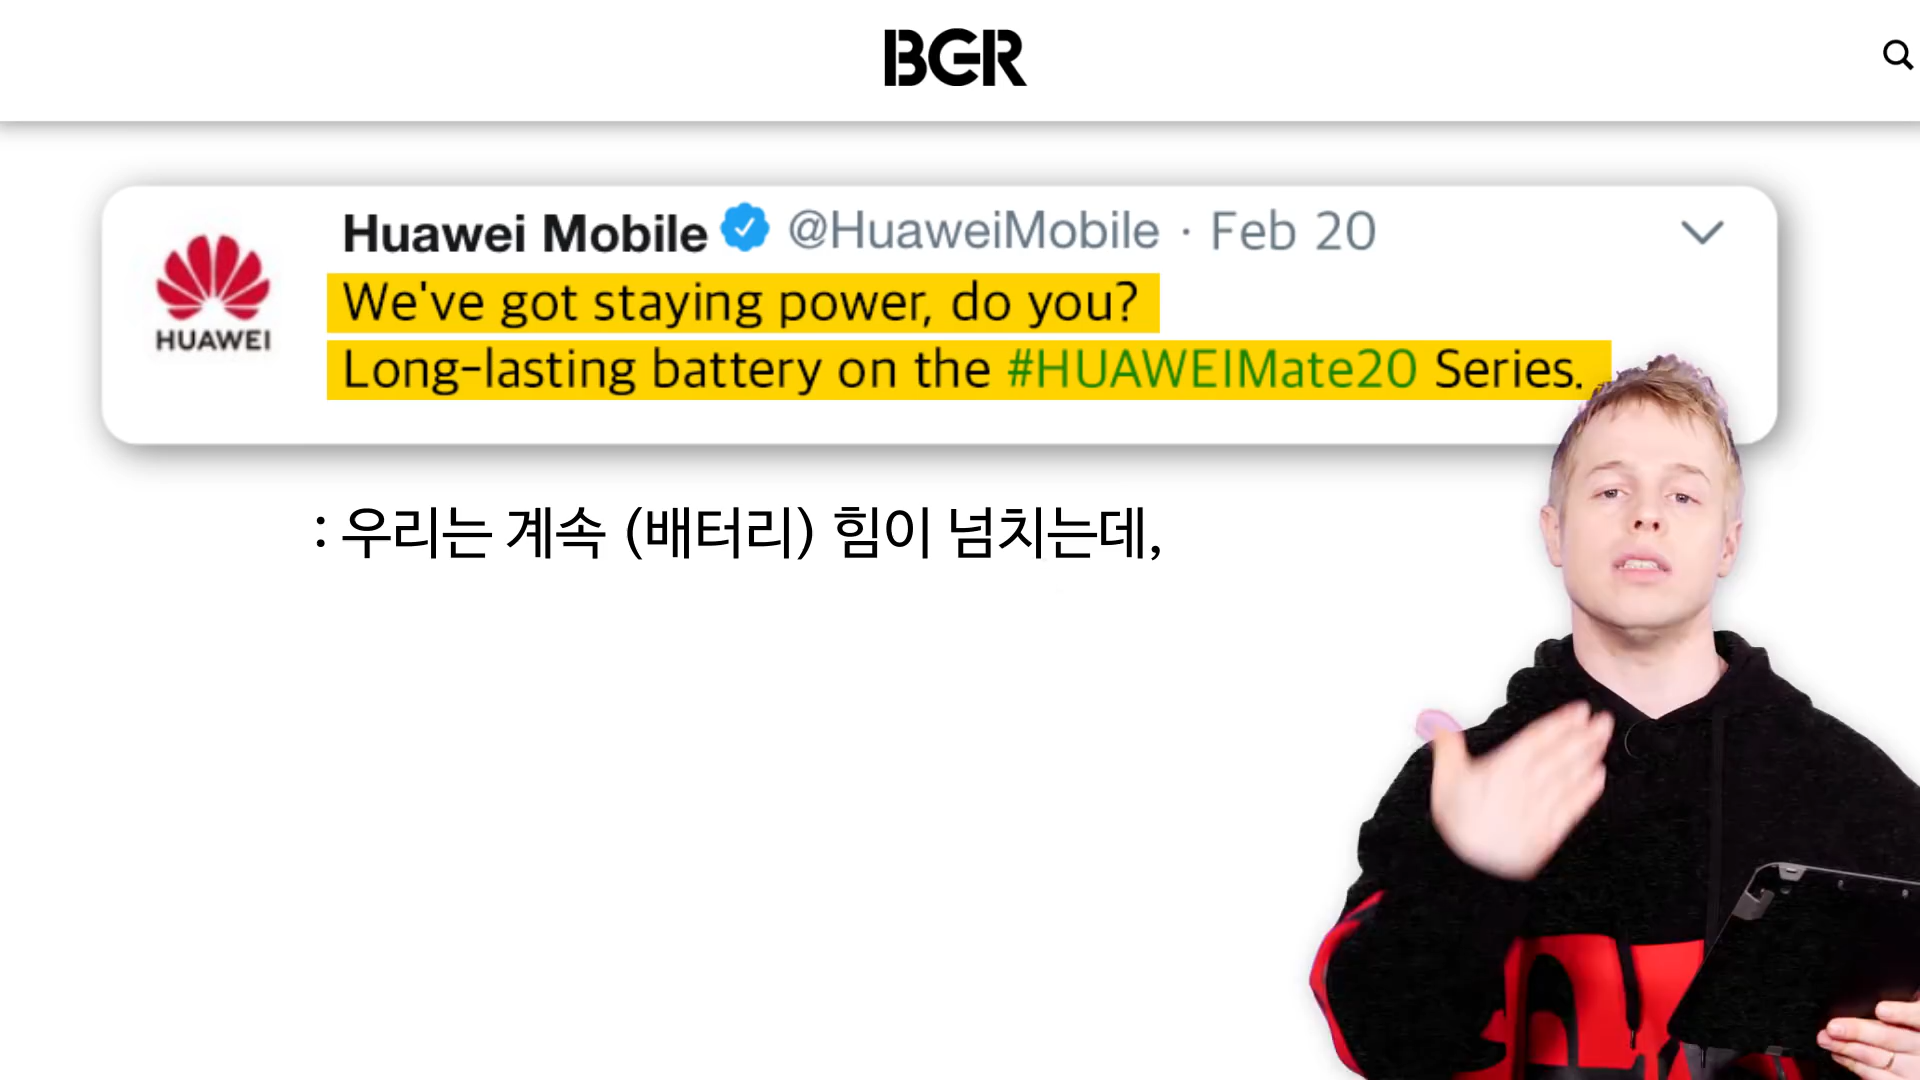 BGR
Huawei Mobile @HuaweiMobile · Feb 20
HUAWEI
We've got staying power, do you?
Long-lasting battery on the #HUAWEIMate20 Series.
: 우리는 계속 (배터리) 힘이 넘치는데,